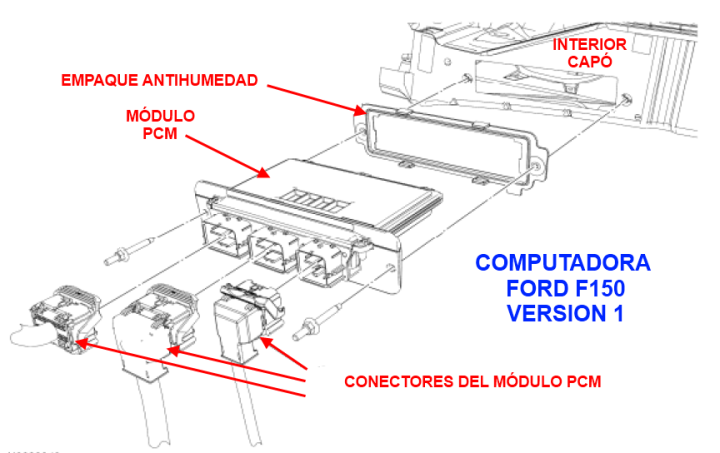 INTERIOR
CAPÓ
EMPAQUE ANTIHUMEDAD
MÓDULO
PCM
COMPUTADORA
FORD F150
VERSION 1
CONECTORES DEL MÓDULO PCM